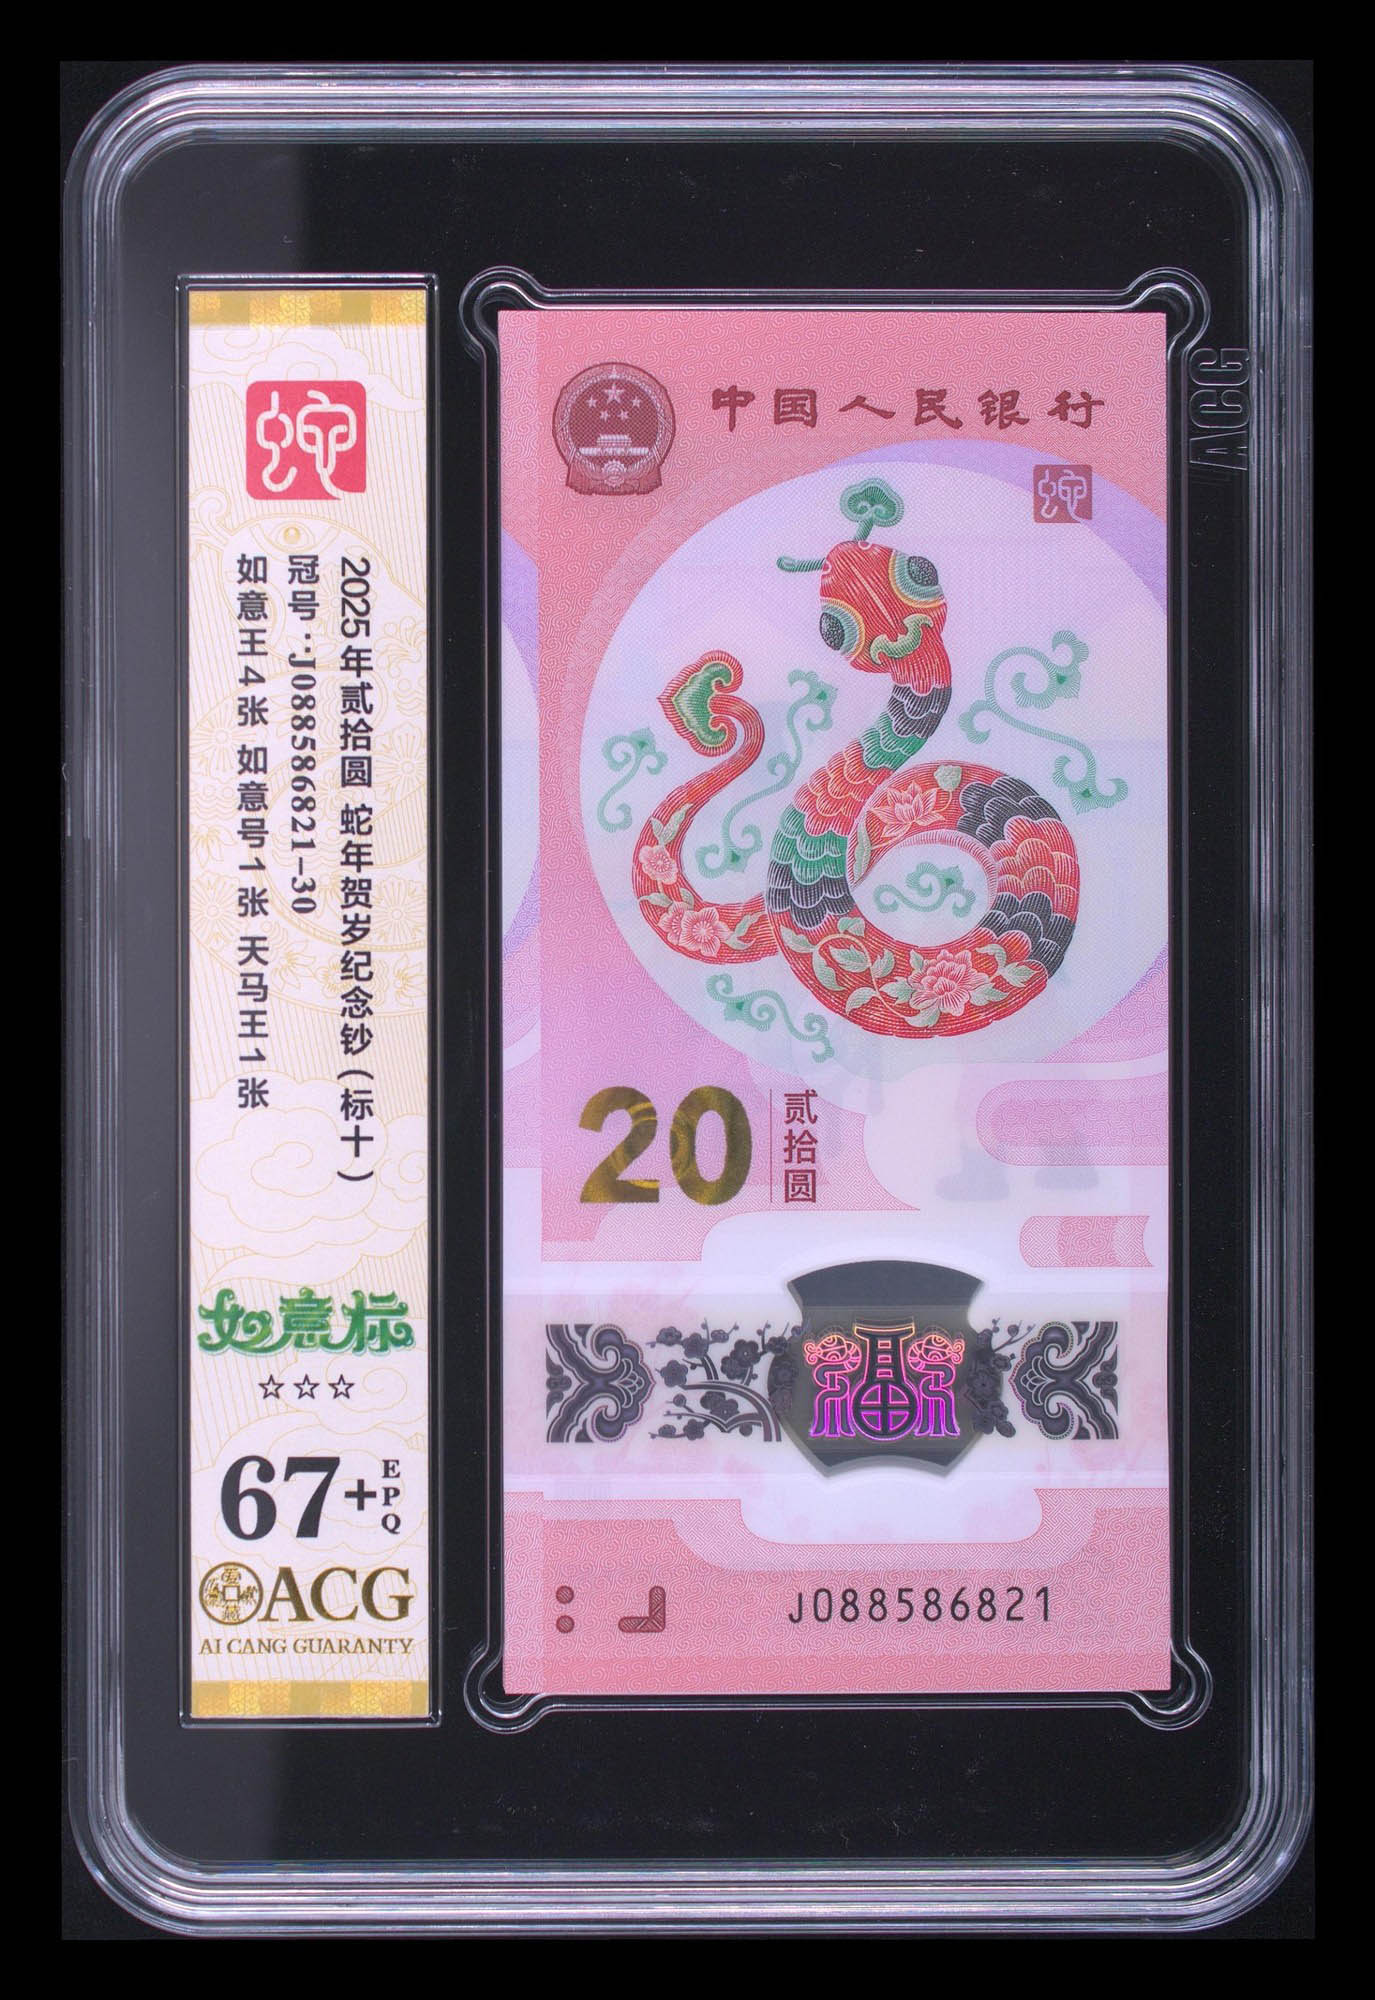 蛇
2025年贰拾圆 蛇年贺岁纪念钞(标十)
冠号:J088586821-30
如意王4张 如意号1张 天马王1张
如意标
☆☆☆
67+
EPQ
爱藏
ACG
AI CANG GUARANTY
中国人民银行
蛇
20
贰拾圆
福
J088586821
ACG